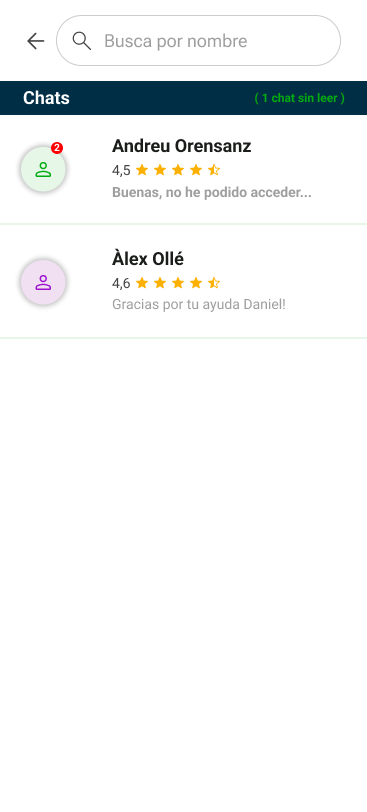 Busca por nombre
Chats
( 1 chat sin leer )
2
Andreu Orensanz
4,5
Buenas, no he podido acceder...
Àlex Ollé
4,6
Gracias por tu ayuda Daniel!